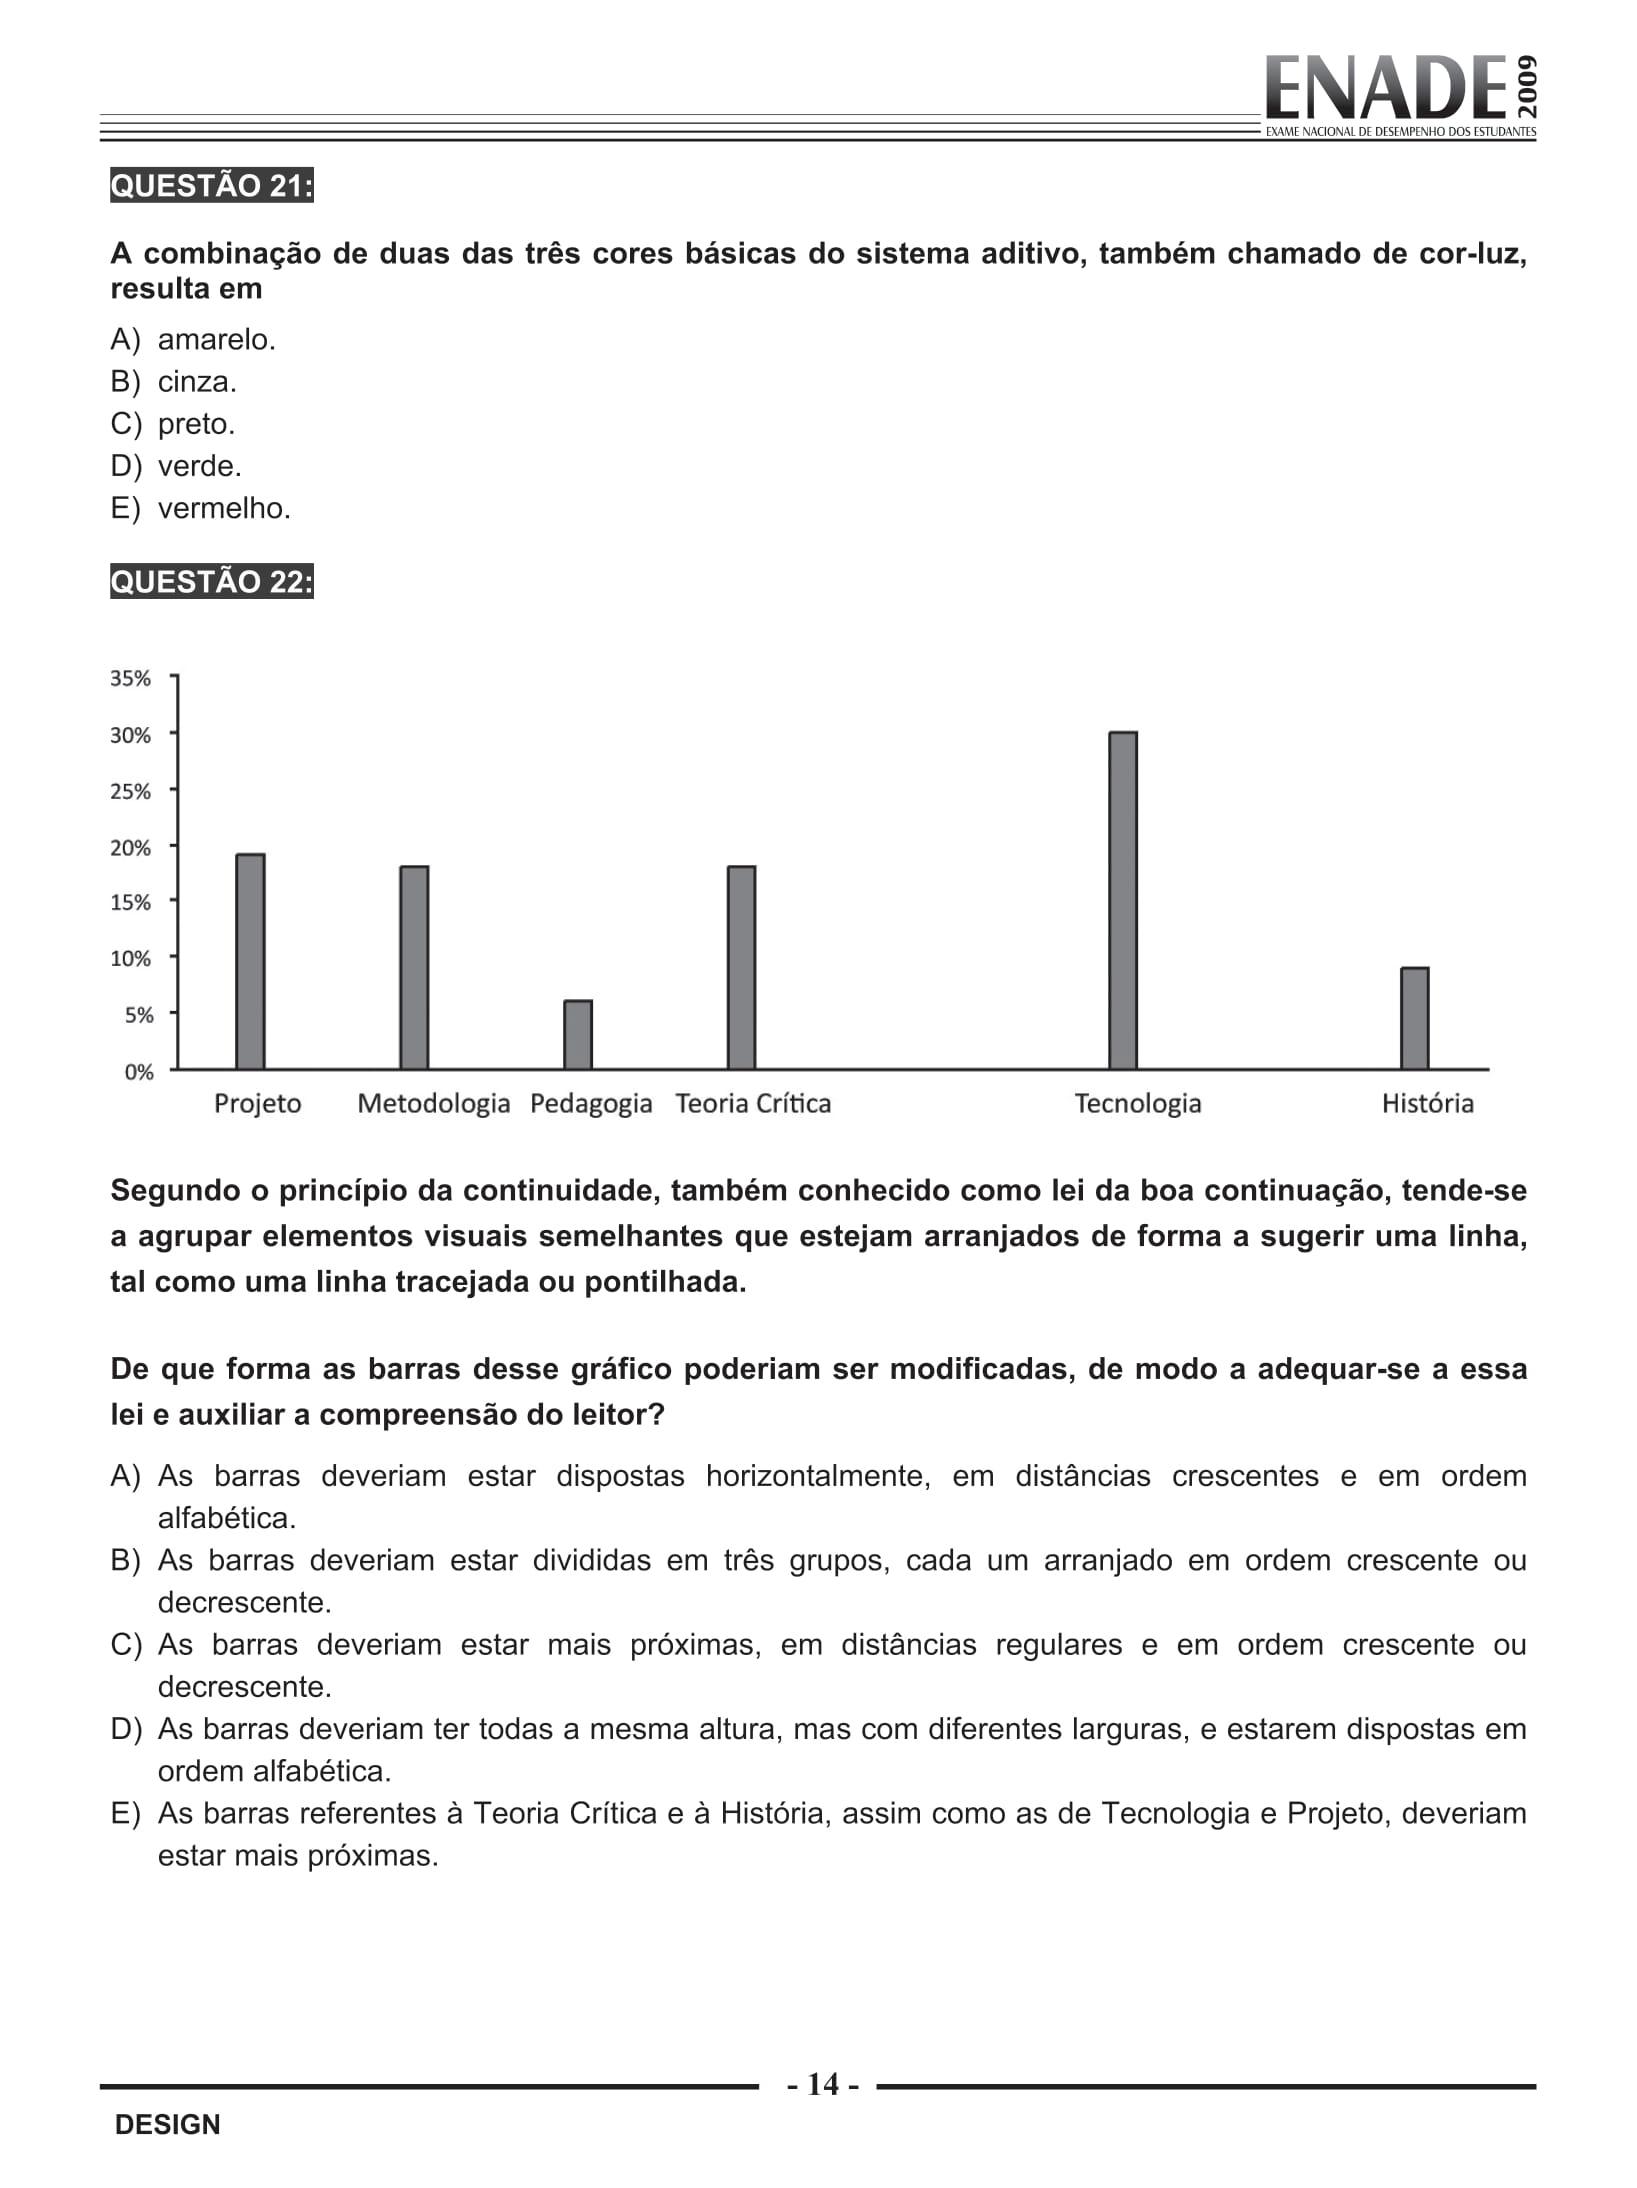 ENADE 2009
EXAME NACIONAL DE DESEMPENHO DOS ESTUDANTES
QUESTÃO 21:
A combinação de duas das três cores básicas do sistema aditivo, também chamado de cor-luz,
resulta em
A) amarelo.
B) cinza.
C) preto.
D) verde.
E) vermelho.
QUESTÃO 22:
35%
30%
25%
20%
15%
10%
5%
0%
Projeto Metodologia Pedagogia Teoria Crítica Tecnologia História
Segundo o princípio da continuidade, também conhecido como lei da boa continuação, tende-se
a agrupar elementos visuais semelhantes que estejam arranjados de forma a sugerir uma linha,
tal como uma linha tracejada ou pontilhada.
De que forma as barras desse gráfico poderiam ser modificadas, de modo a adequar-se a essa
lei e auxiliar a compreensão do leitor?
A) As barras deveriam estar dispostas horizontalmente, em distâncias crescentes e em ordem
alfabética.
B) As barras deveriam estar divididas em três grupos, cada um arranjado em ordem crescente ou
decrescente.
C) As barras deveriam estar mais próximas, em distâncias regulares e em ordem crescente ou
decrescente.
D) As barras deveriam ter todas a mesma altura, mas com diferentes larguras, e estarem dispostas em
ordem alfabética.
E) As barras referentes à Teoria Crítica e à História, assim como as de Tecnologia e Projeto, deveriam
estar mais próximas.
- 14 -
DESIGN